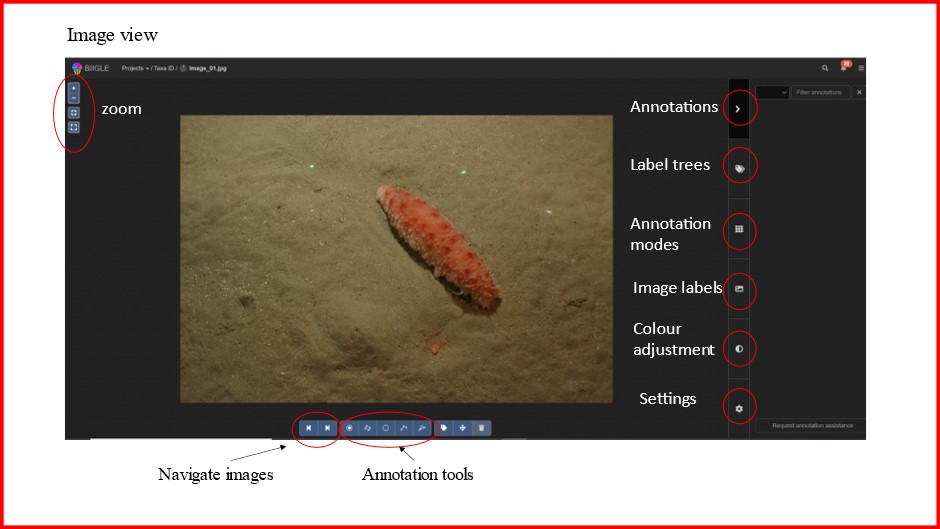 Image view
BIIGLE Projects / Taxa ID / Image_01.jpg
zoom
Annotations
Filter annotations
Label trees
Annotation
modes
Image labels
Colour
adjustment
Settings
Request annotation assistance
Navigate images
Annotation tools